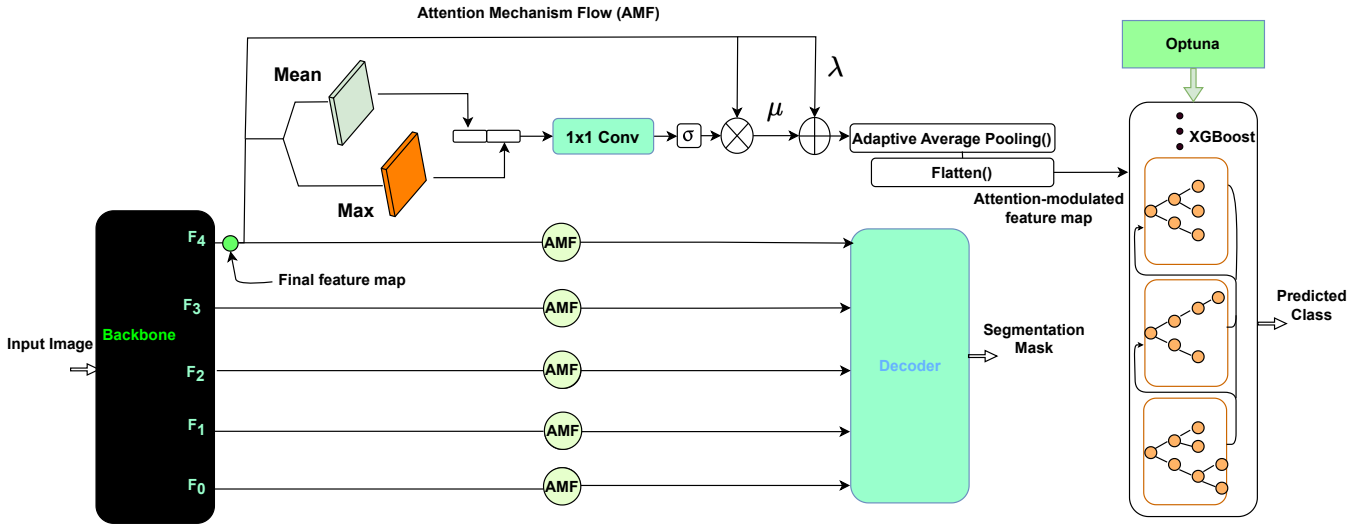 Attention Mechanism Flow (AMF)
Optuna
Mean
λ
μ
1x1 Conv
σ
Adaptive Average Pooling()
XGBoost
Flatten()
Max
Attention-modulated
feature map
F4
AMF
Final feature map
F3
AMF
Backbone
Input Image
Segmentation
Mask
Predicted
Class
F2
AMF
Decoder
F1
AMF
F0
AMF